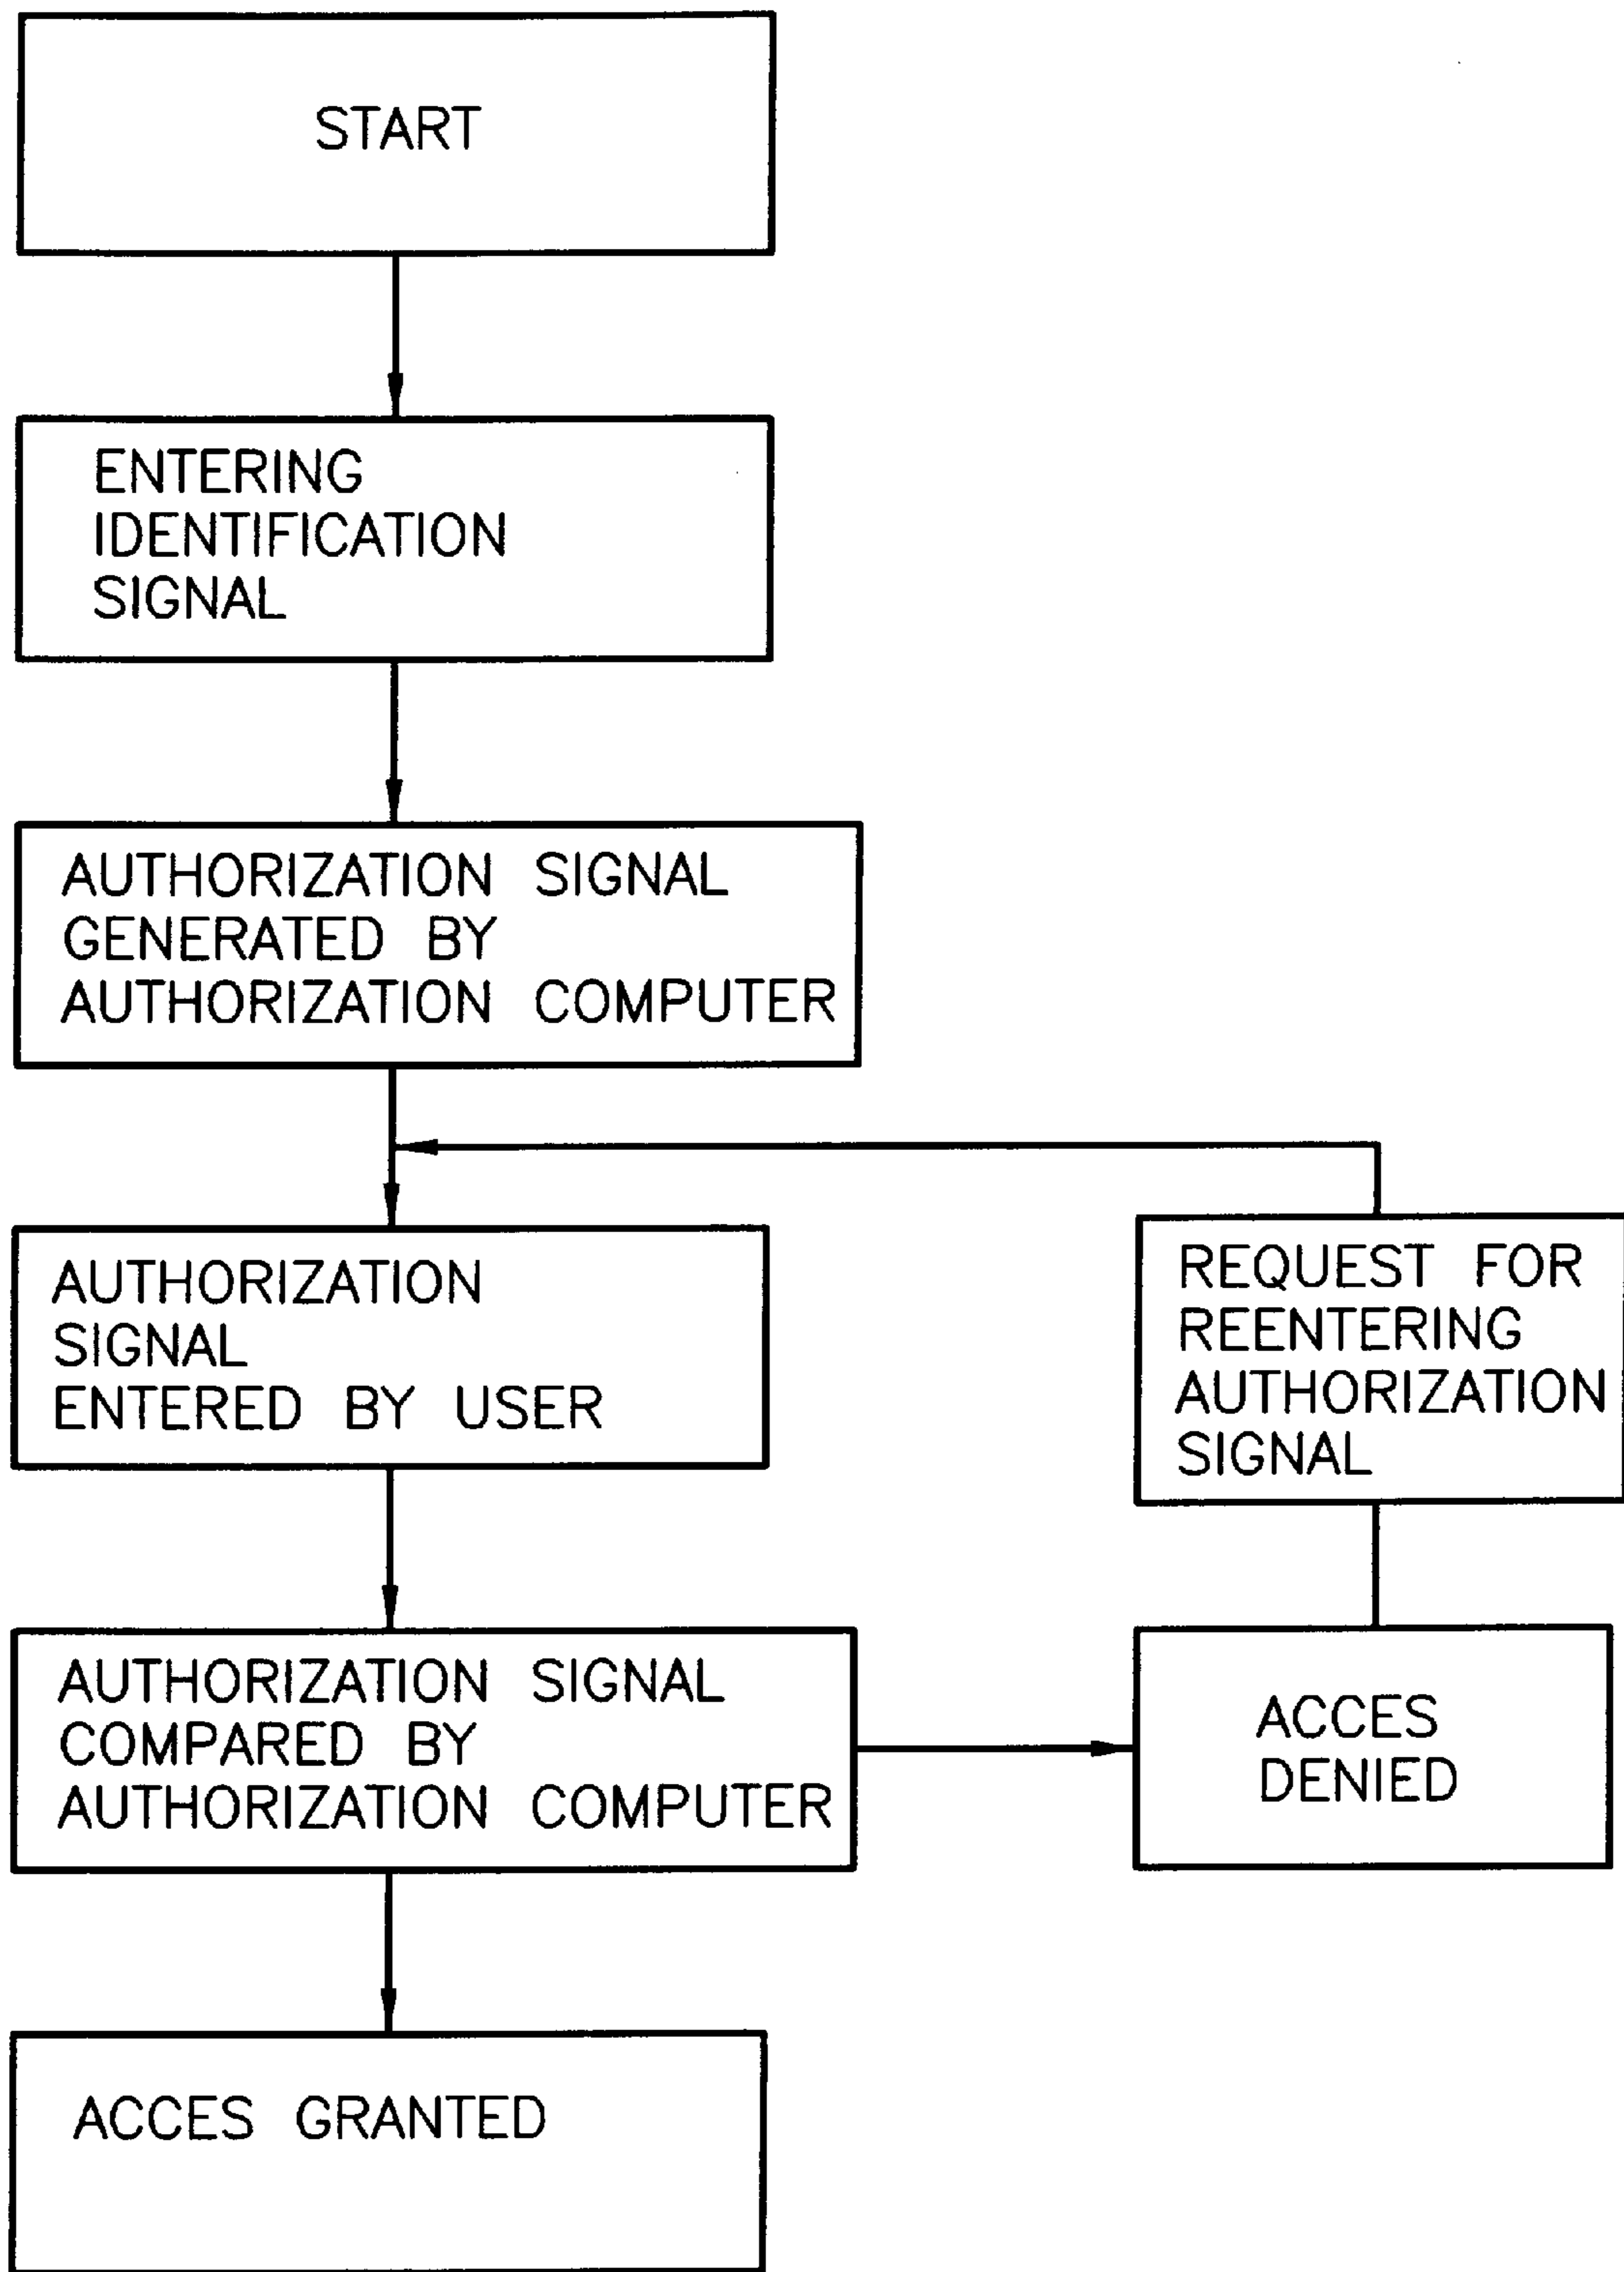 START
ENTERING
IDENTIFICATION
SIGNAL
AUTHORIZATION SIGNAL
GENERATED BY
AUTHORIZATION COMPUTER
AUTHORIZATION
SIGNAL
ENTERED BY USER
REQUEST FOR
REENTERING
AUTHORIZATION
SIGNAL
AUTHORIZATION SIGNAL
COMPARED BY
AUTHORIZATION COMPUTER
ACCES
DENIED
ACCES GRANTED